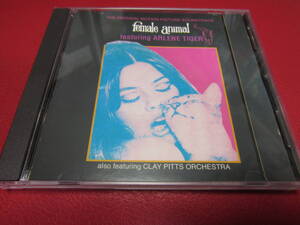 THE ORIGINAL MOTION PICTURE SOUNDTRACK
female animal
featuring ARLENE TIGER
also featuring CLAY PITTS ORCHESTRA